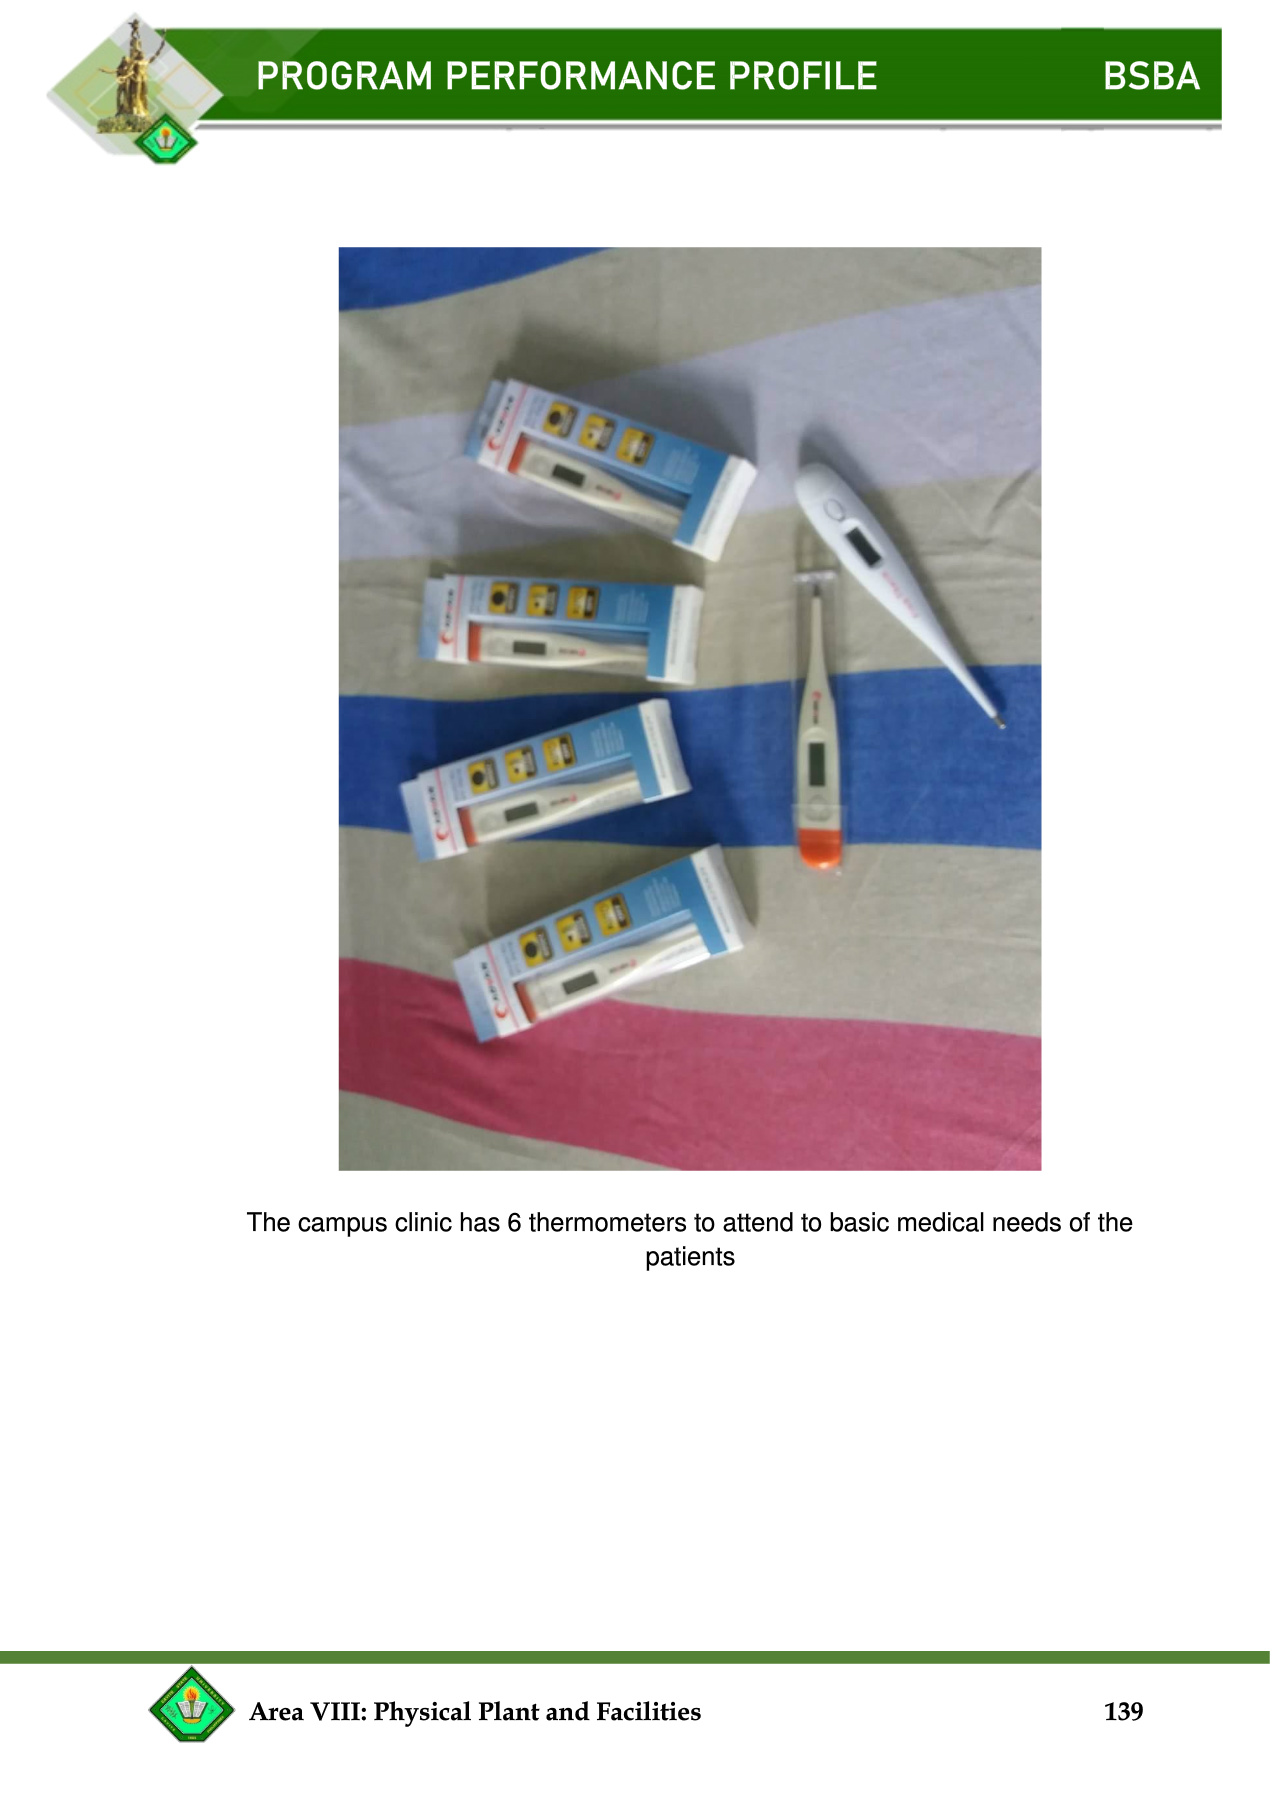 PROGRAM PERFORMANCE PROFILE BSBA
The campus clinic has 6 thermometers to attend to basic medical needs of the
patients
Area VIII: Physical Plant and Facilities 139